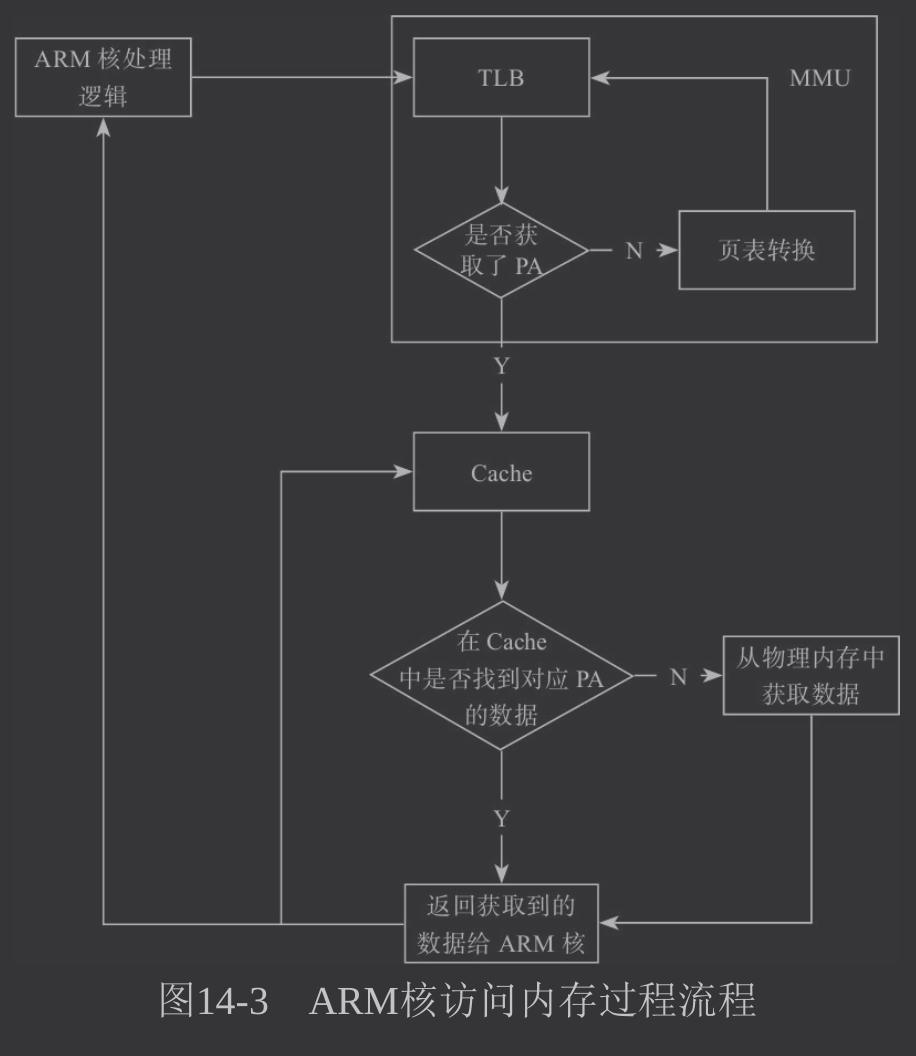 ARM 核处理
逻辑
TLB
MMU
是否获
取了 PA
N
页表转换
Y
Cache
在 Cache
中是否找到对应 PA
的数据
N
从物理内存中
获取数据
Y
返回获取到的
数据给 ARM 核
图14-3 ARM核访问内存过程流程